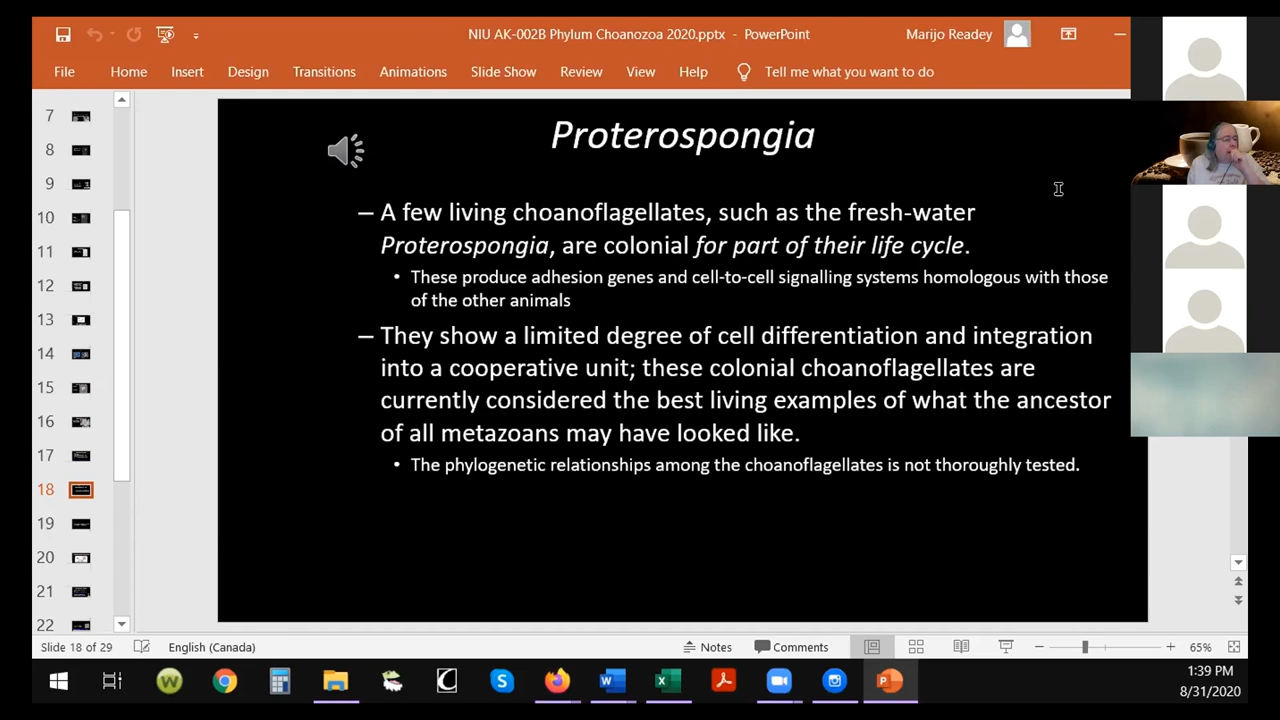 NIU AK-002B Phylum Choanozoa 2020.pptx - PowerPoint
Marijo Readey
File Home Insert Design Transitions Animations Slide Show Review View Help Tell me what you want to do
7
8
9
10
11
12
13
14
15
16
17
18
19
20
21
22
Proterospongia
– A few living choanoflagellates, such as the fresh-water
Proterospongia, are colonial for part of their life cycle.
• These produce adhesion genes and cell-to-cell signalling systems homologous with those
of the other animals
– They show a limited degree of cell differentiation and integration
into a cooperative unit; these colonial choanoflagellates are
currently considered the best living examples of what the ancestor
of all metazoans may have looked like.
• The phylogenetic relationships among the choanoflagellates is not thoroughly tested.
Slide 18 of 29 English (Canada) Notes Comments 65%
1:39 PM
8/31/2020